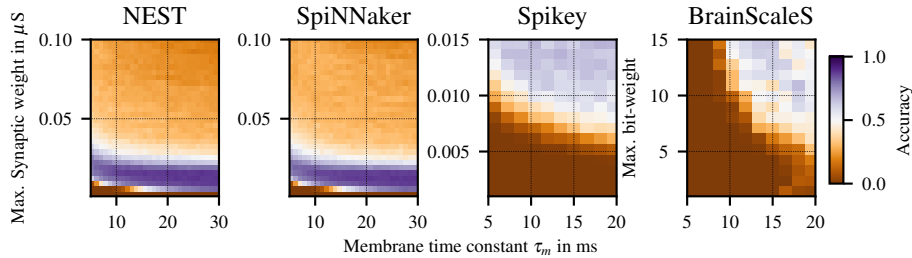 NEST SpiNNaker Spikey BrainScaleS
Max. Synaptic weight in μS
0.10
0.05
10 20 30
0.10
0.05
10 20 30
0.015
0.010
0.005
5 10 15 20
Max. bit-weight
15
10
5
5 10 15 20
1.0
0.5
0.0
Accuracy
Membrane time constant τm in ms